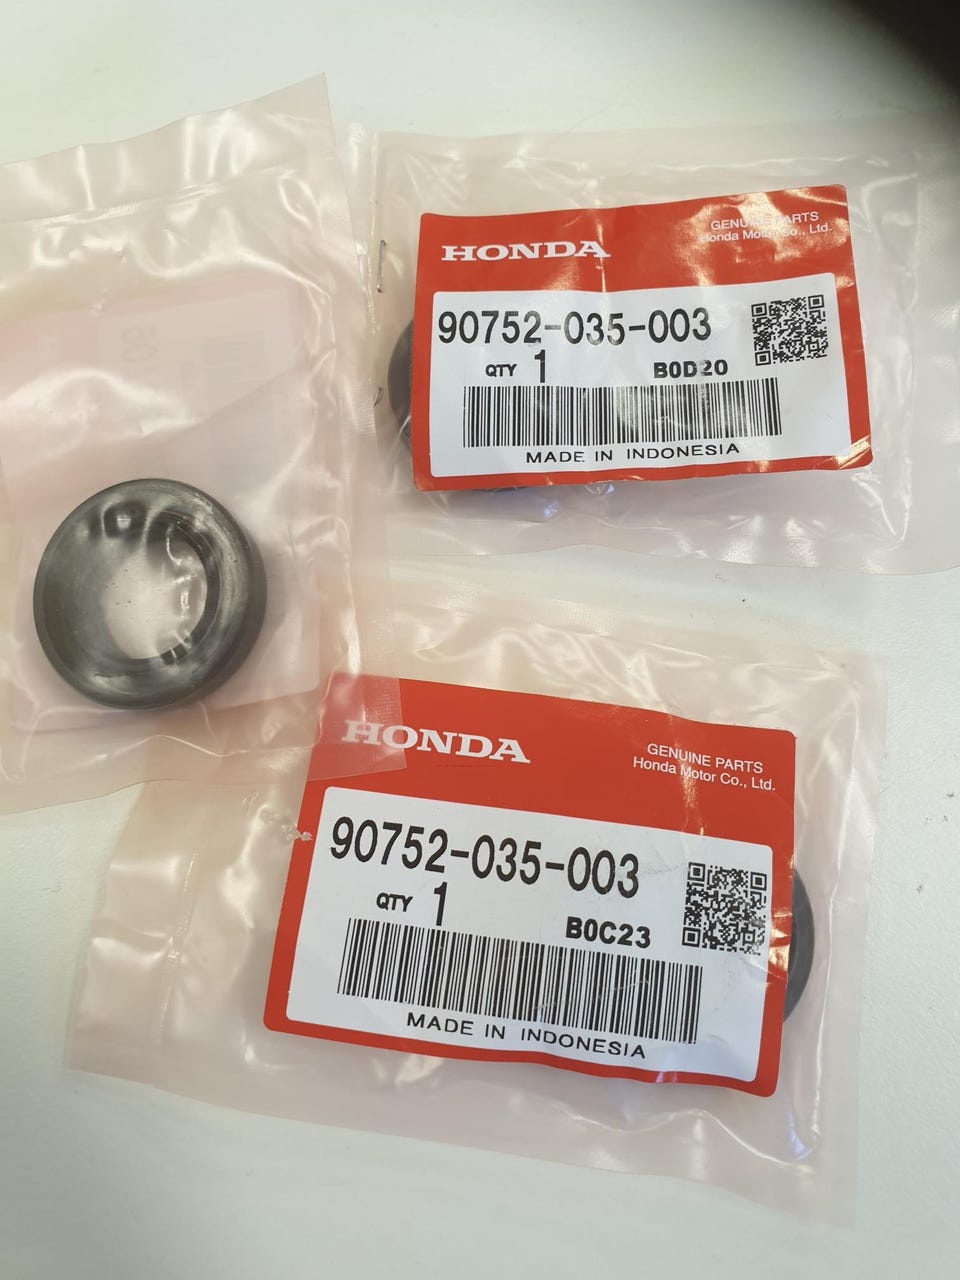 HONDA
GENUINE PARTS
Honda Motor Co., Ltd.
90752-035-003
QTY 1 B0D20
MADE IN INDONESIA
HONDA
GENUINE PARTS
Honda Motor Co., Ltd.
90752-035-003
QTY 1 B0C23
MADE IN INDONESIA